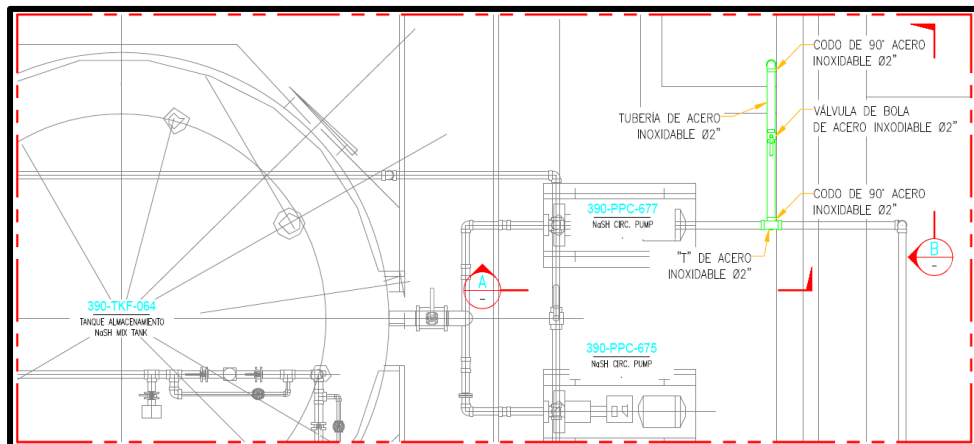 CODO DE 90° ACERO
INOXIDABLE Ø2"
TUBERÍA DE ACERO
INOXIDABLE Ø2"
VÁLVULA DE BOLA
DE ACERO INXODIABLE Ø2"
CODO DE 90° ACERO
INOXIDABLE Ø2"
"T" DE ACERO
INOXIDABLE Ø2"
390-PPC-677
NaSH CIRC. PUMP
A
-
B
-
390-TKF-064
TANQUE ALMACENAMIENTO
NaSH MIX TANK
390-PPC-675
NaSH CIRC. PUMP